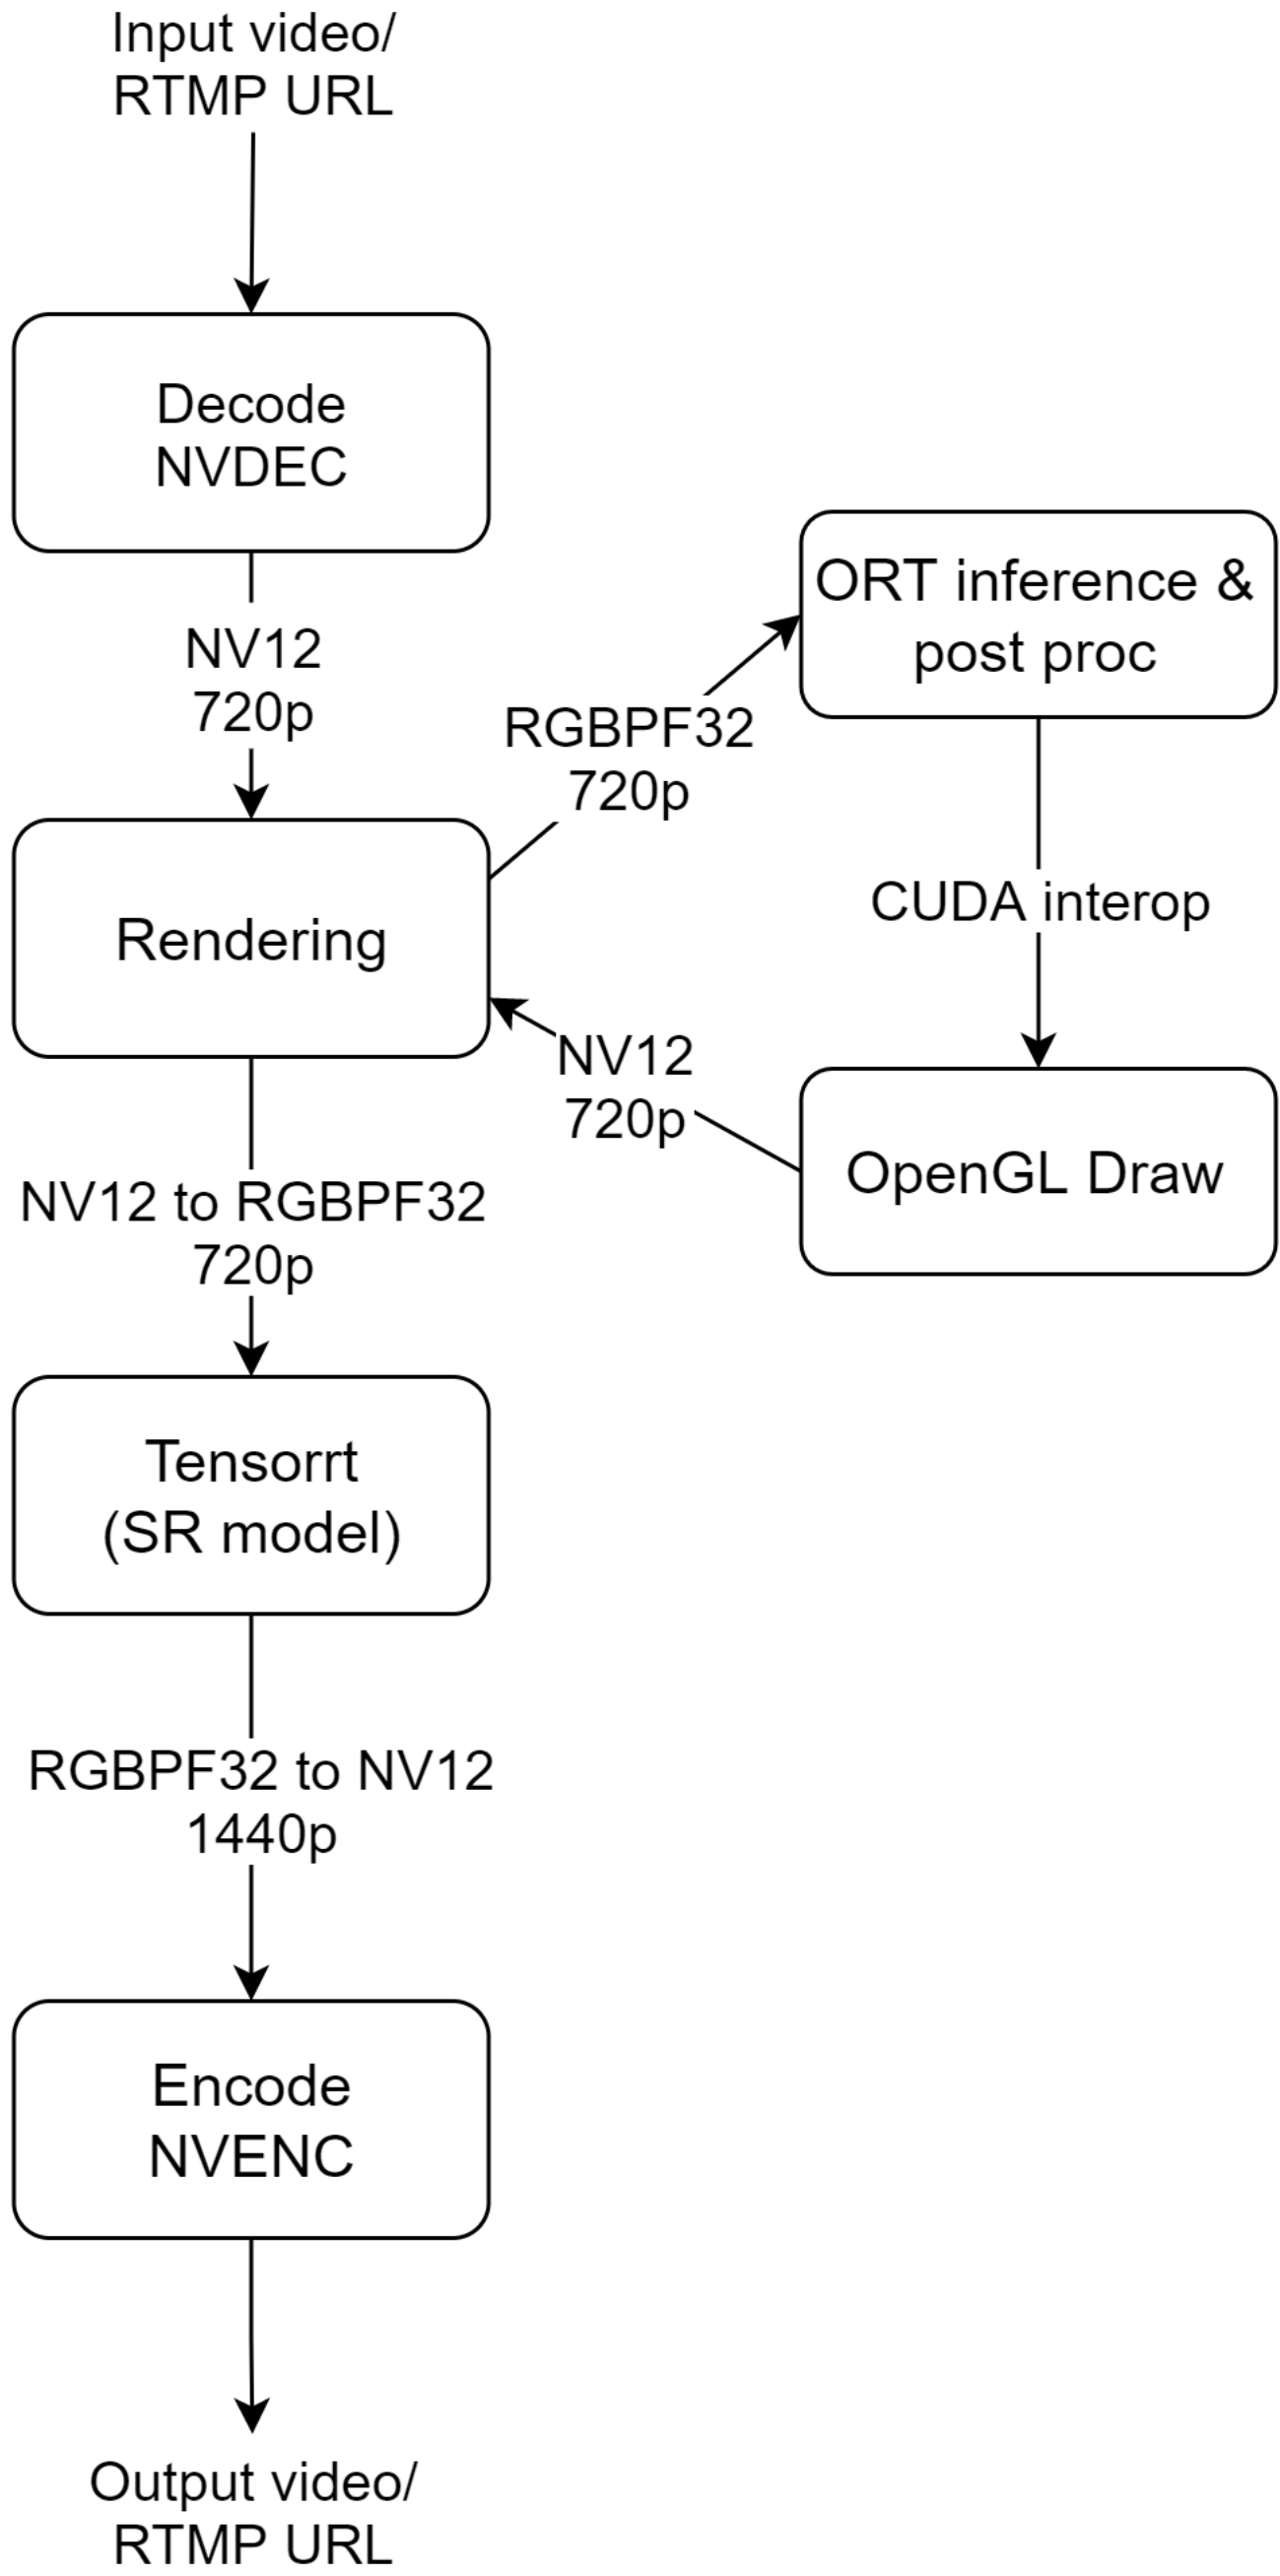 Input video/
RTMP URL
Decode
NVDEC
NV12
720p
ORT inference &
post proc
RGBPF32
720p
CUDA interop
Rendering
NV12
720p
OpenGL Draw
NV12 to RGBPF32
720p
Tensorrt
(SR model)
RGBPF32 to NV12
1440p
Encode
NVENC
Output video/
RTMP URL